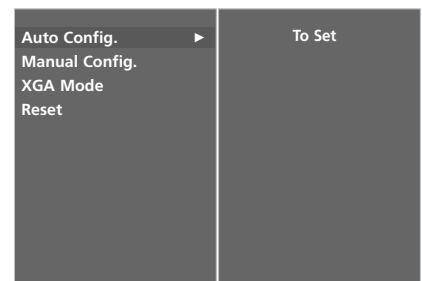 Auto Config. ► To Set
Manual Config.
XGA Mode
Reset